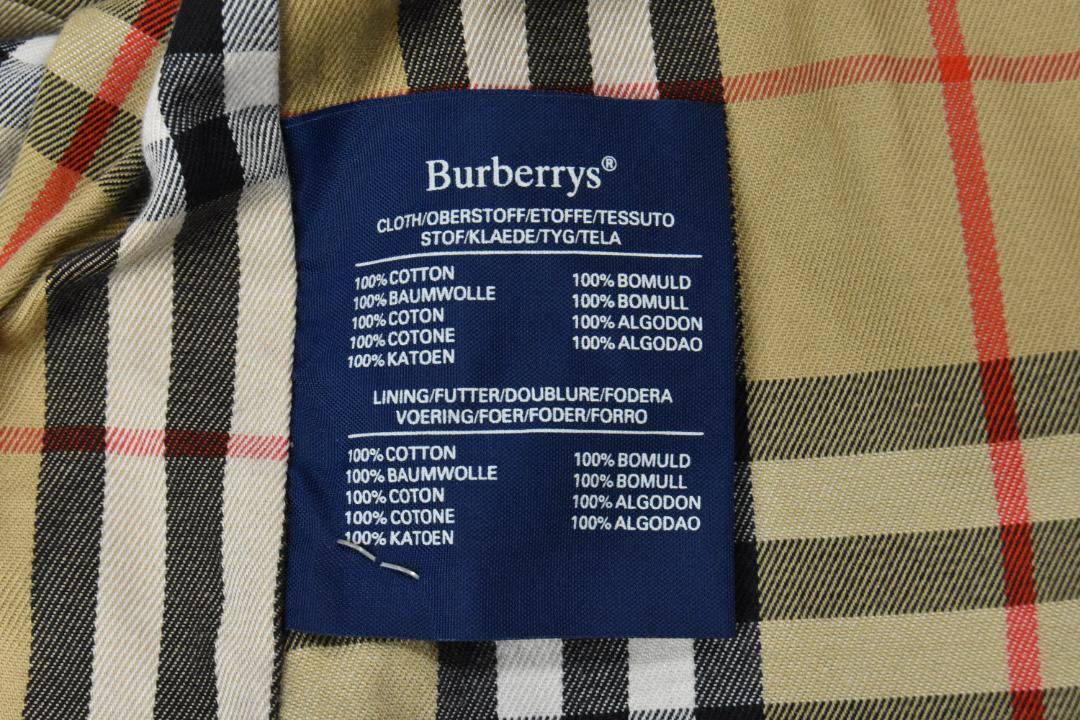 Burberrys®
CLOTH/OBERSTOFF/ETOFFE/TESSUTO
STOF/KLAEDE/TYG/TELA
100% COTTON
100% BAUMWOLLE
100% COTON
100% COTONE
100% KATOEN
100% BOMULD
100% BOMULL
100% ALGODON
100% ALGODAO
LINING/FUTTER/DOUBLURE/FODERA
VOERING/FOER/FODER/FORRO
100% COTTON
100% BAUMWOLLE
100% COTON
100% COTONE
100% KATOEN
100% BOMULD
100% BOMULL
100% ALGODON
100% ALGODAO